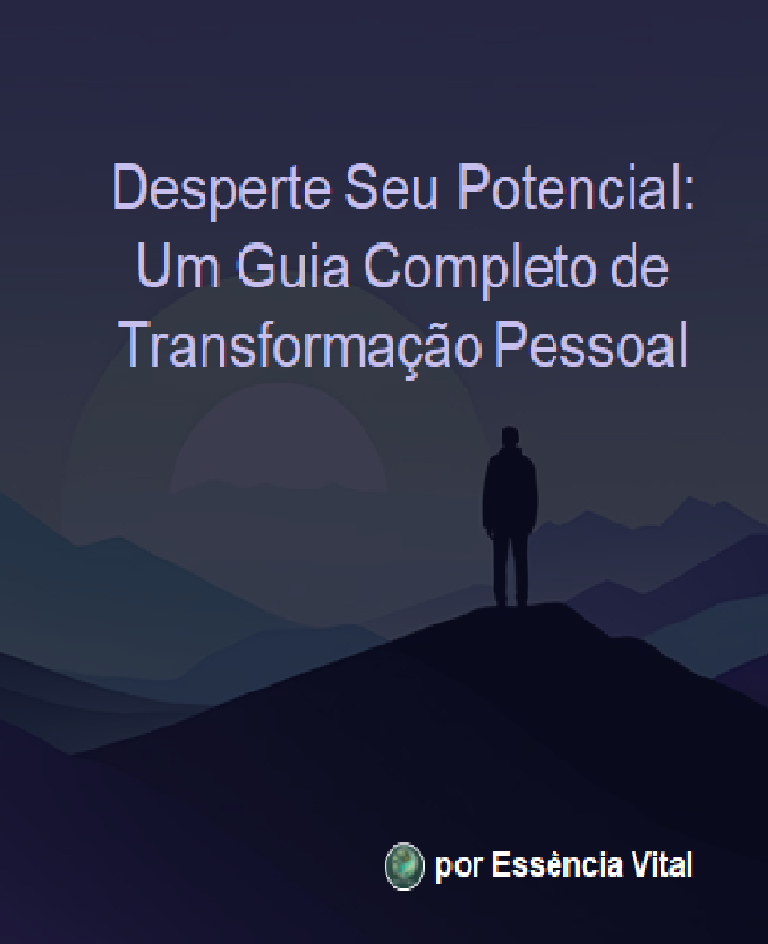 Desperte Seu Potencial:
Um Guia Completo de
Transformação Pessoal
por Essência Vital